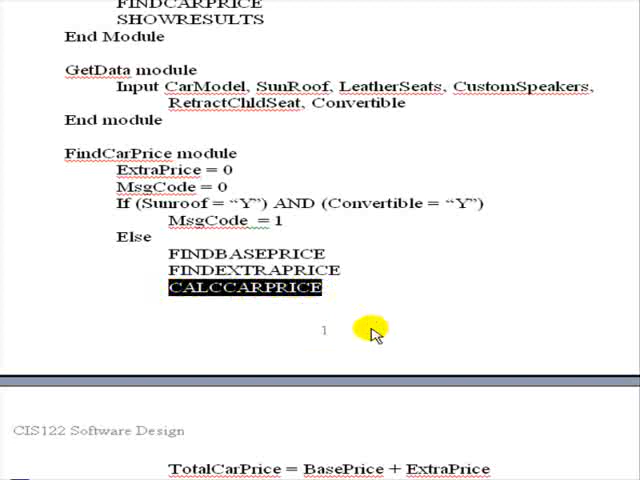 FINDCARPRICE
SHOWRESULTS
End Module
GetData module
Input CarModel, SunRoof, LeatherSeats, CustomSpeakers,
RetractChldSeat, Convertible
End module
FindCarPrice module
ExtraPrice = 0
MsgCode = 0
If (Sunroof = “Y”) AND (Convertible = “Y”)
MsgCode = 1
Else
FINDBASEPRICE
FINDEXTRAPRICE
CALCCARPRICE
1
CIS122 Software Design
TotalCarPrice = BasePrice + ExtraPrice